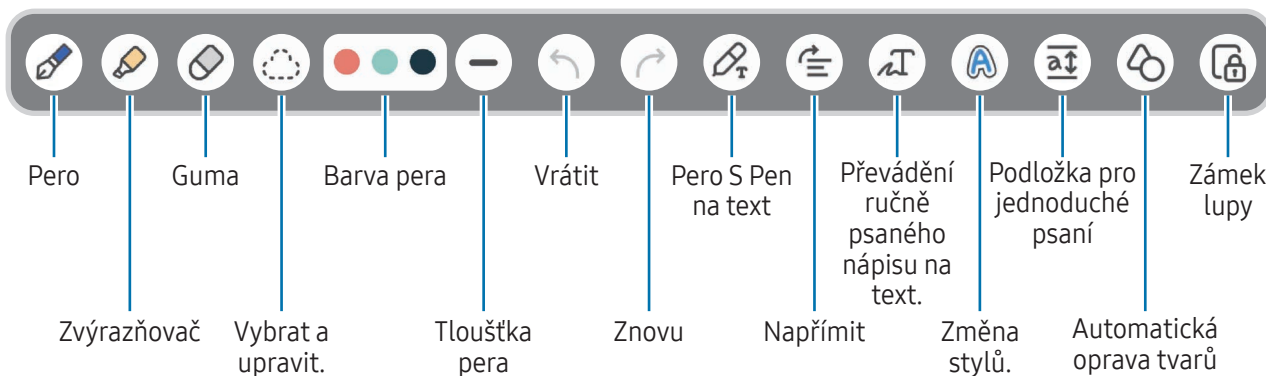 Pero
Guma
Barva pera
Vrátit
Pero S Pen
na text
Převádění
ručně
psaného
nápisu na
text.
Podložka pro
jednoduché
psaní
Zámek
lupy
Zvýrazňovač
Vybrat a
upravit.
Tloušťka
pera
Znovu
Napřímit
Změna
stylů.
Automatická
oprava tvarů